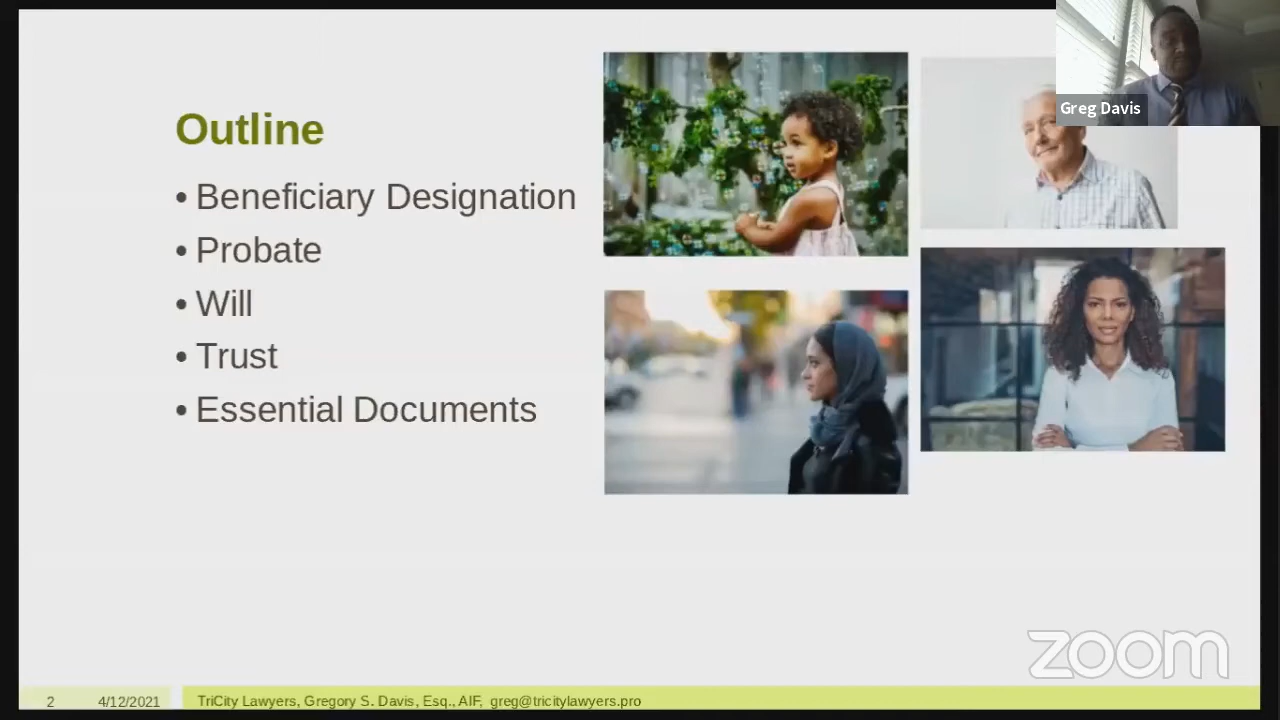 Outline
• Beneficiary Designation
• Probate
• Will
• Trust
• Essential Documents
Greg Davis
zoom
2 4/12/2021 TriCity Lawyers, Gregory S. Davis, Esq., AIF, greg@tricitylawyers.pro